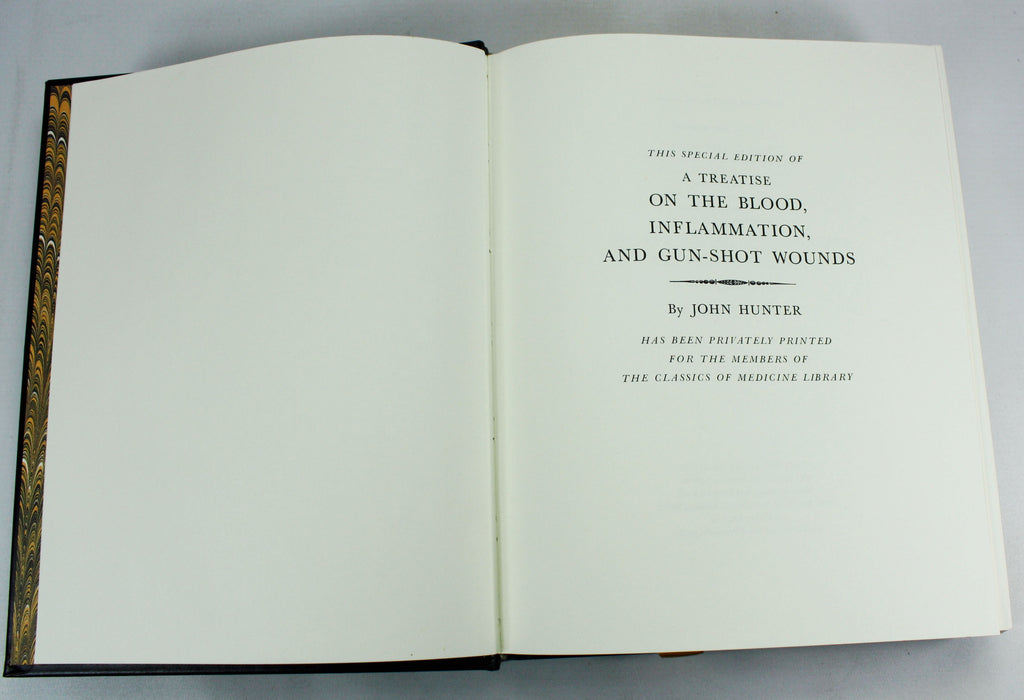 THIS SPECIAL EDITION OF
A TREATISE
ON THE BLOOD,
INFLAMMATION,
AND GUN-SHOT WOUNDS
By JOHN HUNTER
HAS BEEN PRIVATELY PRINTED
FOR THE MEMBERS OF
THE CLASSICS OF MEDICINE LIBRARY